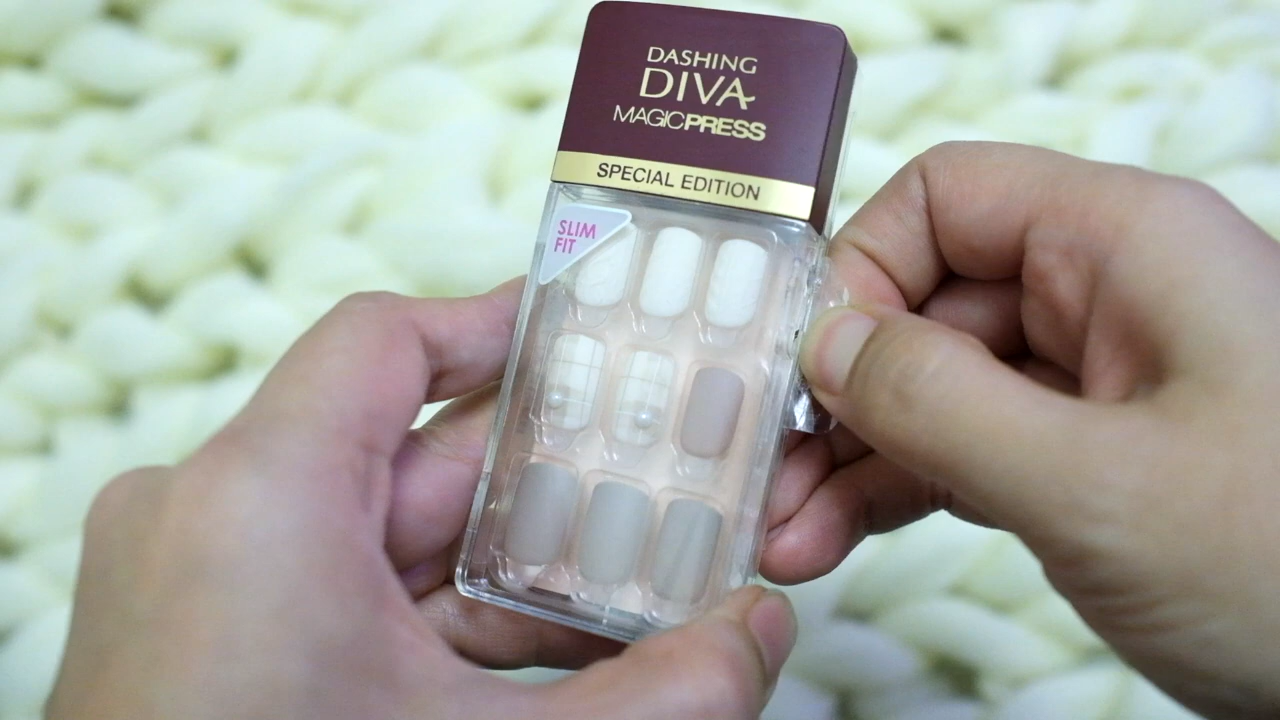 DASHING
DIVA
MAGICPRESS
SPECIAL EDITION
SLIM
FIT